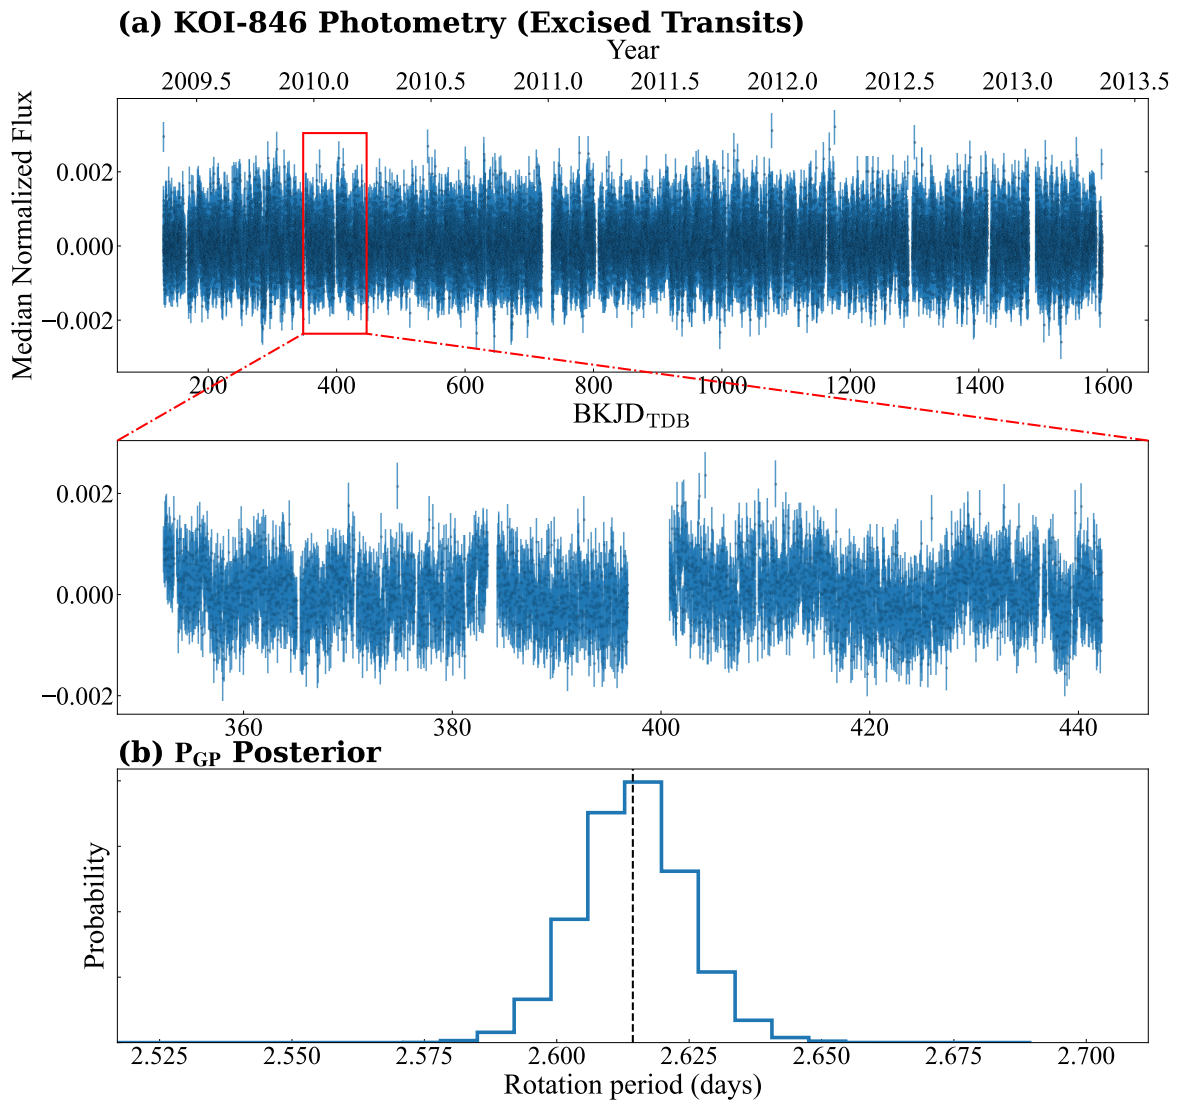 (a) KOI-846 Photometry (Excised Transits)
Year
2009.5 2010.0 2010.5 2011.0 2011.5 2012.0 2012.5 2013.0 2013.5
Median Normalized Flux
0.002
0.000
−0.002
200 400 600 800 1000 1200 1400 1600
BKJD_TDB
0.002
0.000
−0.002
360 380 400 420 440
(b) P_GP Posterior
Probability
2.525 2.550 2.575 2.600 2.625 2.650 2.675 2.700
Rotation period (days)